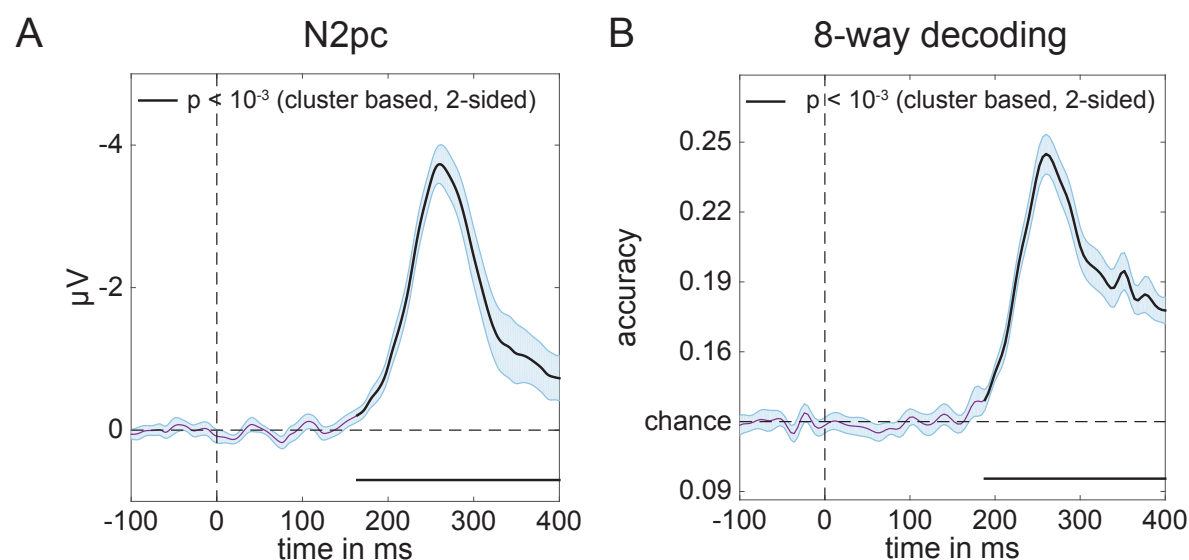 A
N2pc
p < 10⁻³ (cluster based, 2-sided)
-4
-2
0
µV
-100 0 100 200 300 400
time in ms
B
8-way decoding
p < 10⁻³ (cluster based, 2-sided)
0.25
0.22
0.19
0.16
chance
0.09
accuracy
-100 0 100 200 300 400
time in ms